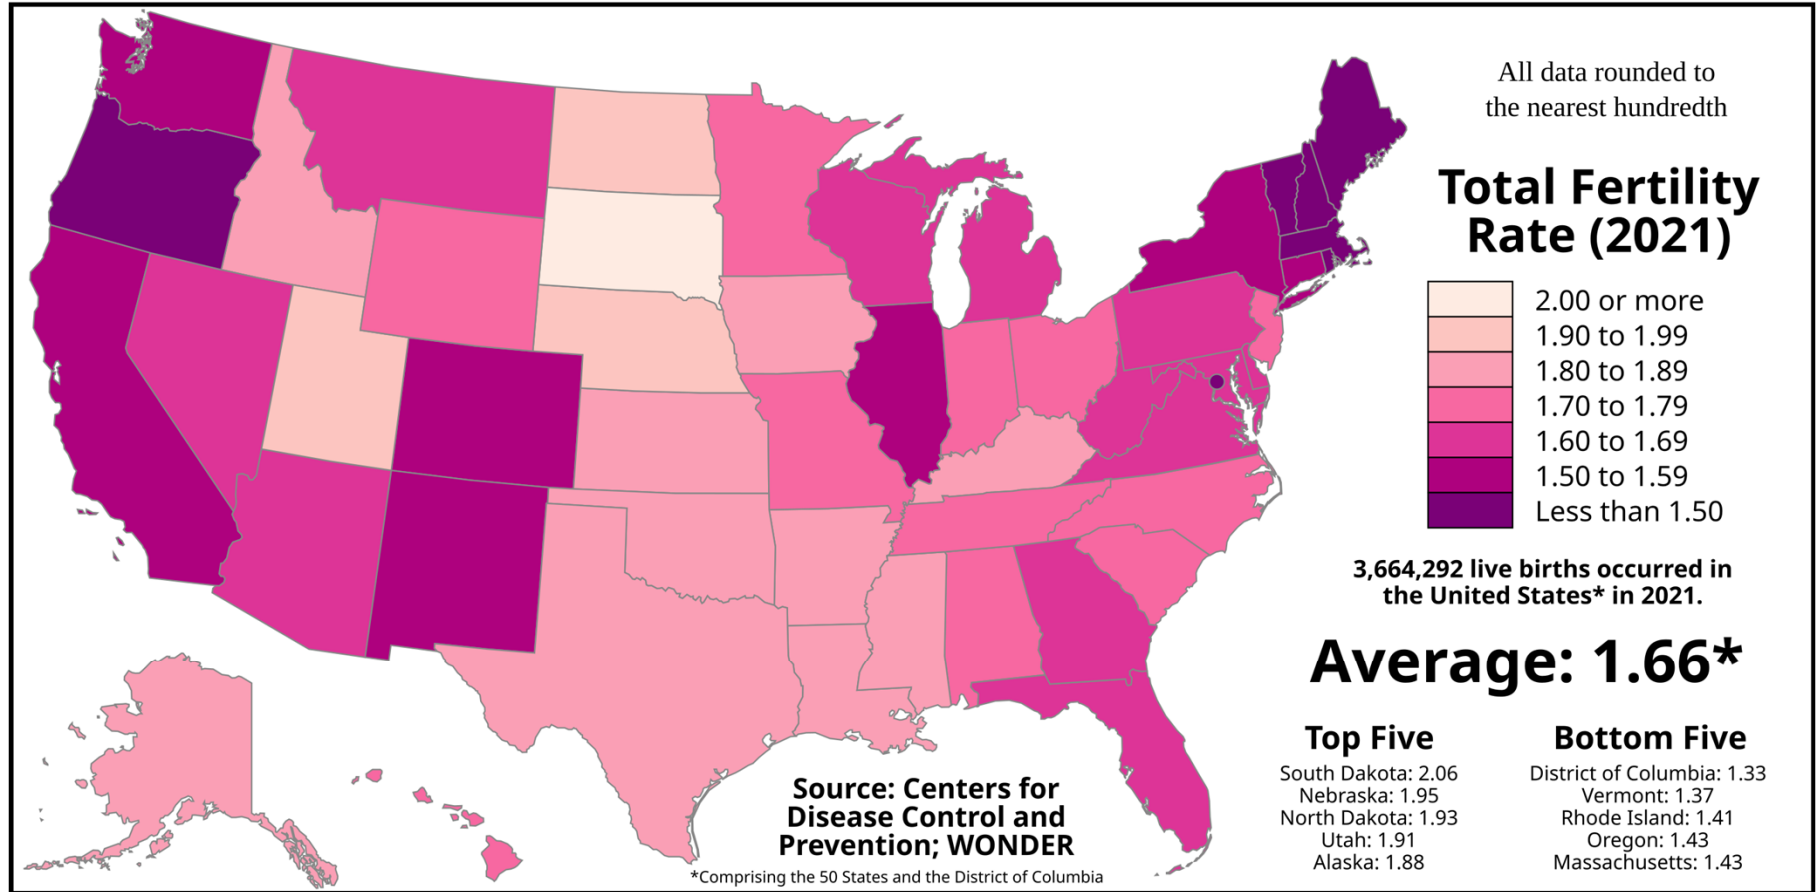 All data rounded to
the nearest hundredth
Total Fertility
Rate (2021)
2.00 or more
1.90 to 1.99
1.80 to 1.89
1.70 to 1.79
1.60 to 1.69
1.50 to 1.59
Less than 1.50
3,664,292 live births occurred in
the United States* in 2021.
Average: 1.66*
Top Five
South Dakota: 2.06
Nebraska: 1.95
North Dakota: 1.93
Utah: 1.91
Alaska: 1.88
Bottom Five
District of Columbia: 1.33
Vermont: 1.37
Rhode Island: 1.41
Oregon: 1.43
Massachusetts: 1.43
Source: Centers for
Disease Control and
Prevention; WONDER
*Comprising the 50 States and the District of Columbia